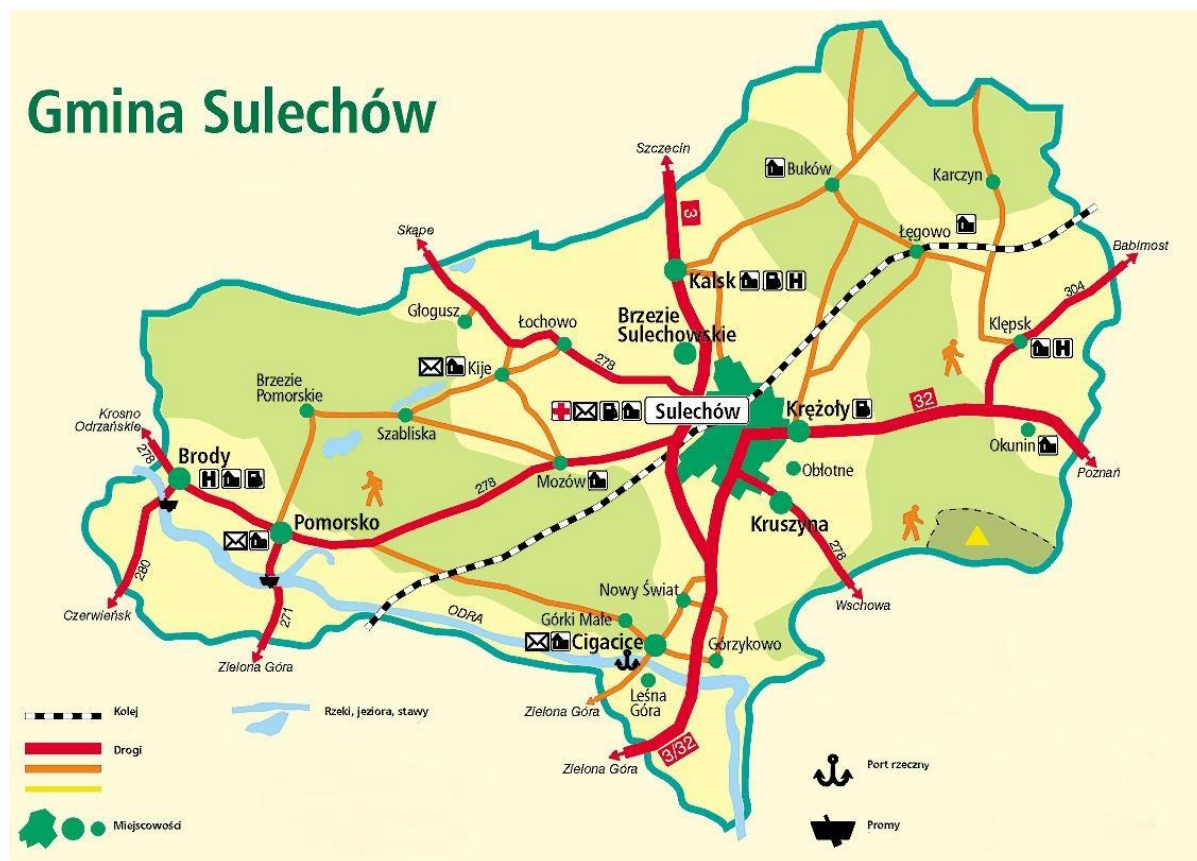 Gmina Sulechów
Szczecin
3
Buków
Karczyn
Skąpe
Łęgowo
Babimost
Kalsk
H
304
Głogusz
Łochowo
Brzezie
Sulechowskie
Klępsk
H
278
Kije
Brzezie
Pomorskie
Sulechów
Krężoły
32
Krosno
Odrzańskie
Szabliska
Okunin
278
Brody
H
Mozów
Obłotne
Poznań
278
Pomorsko
Kruszyna
278
280
Czerwieńsk
271
ODRA
Nowy Świat
Wschowa
Górki Małe
Cigacice
Górzykowo
Zielona Góra
Leśna
Góra
Zielona Góra
3/32
Zielona Góra
Kolej
Rzeki, jeziora, stawy
Drogi
Port rzeczny
Miejscowości
Promy